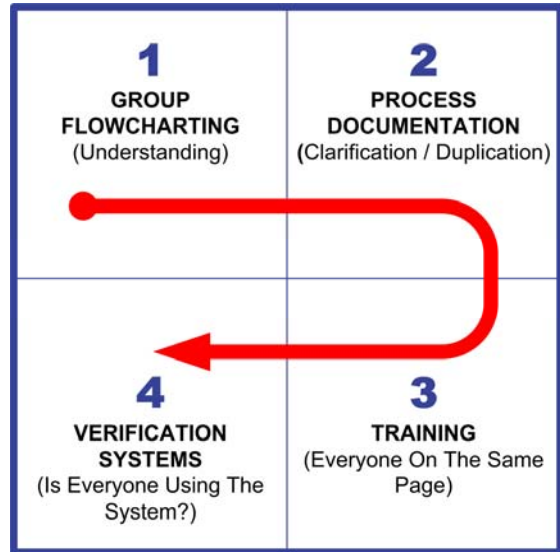 1
GROUP
FLOWCHARTING
(Understanding)
2
PROCESS
DOCUMENTATION
(Clarification / Duplication)
3
TRAINING
(Everyone On The Same
Page)
4
VERIFICATION
SYSTEMS
(Is Everyone Using The
System?)